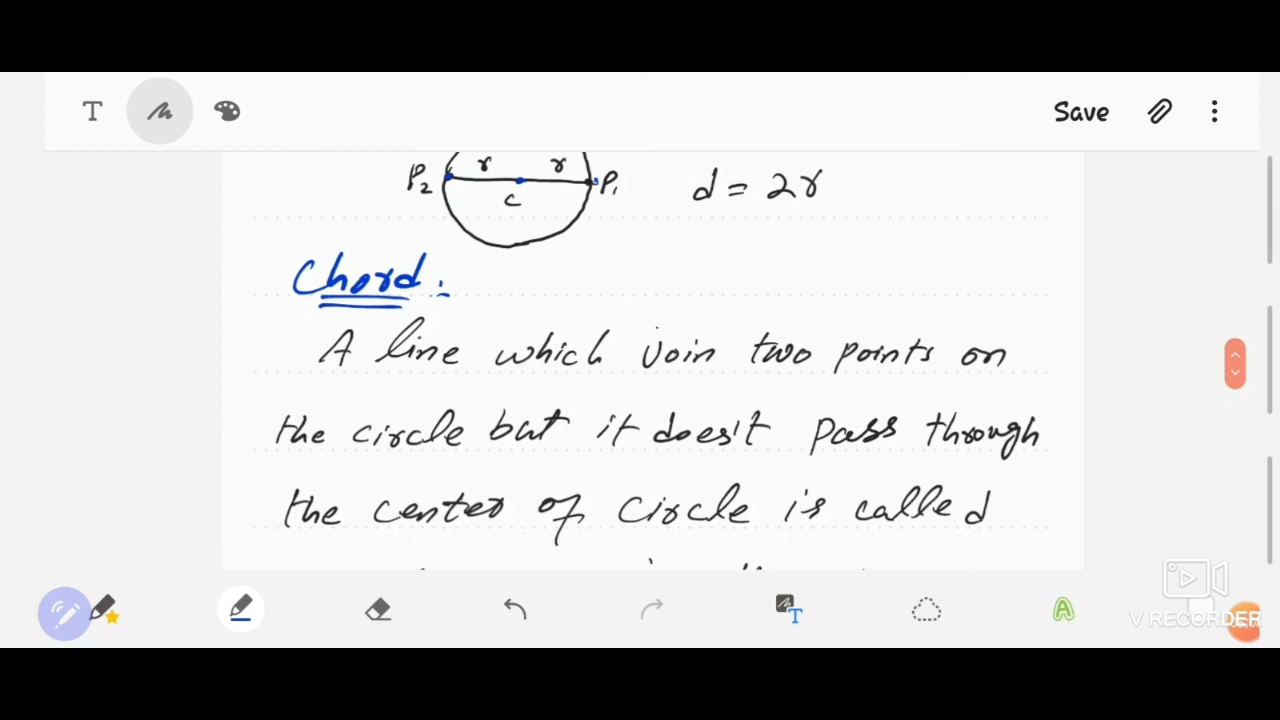 T
Save
r r
P2 P1 d = 2r
c
Chord:
A line which join two points on
the circle but it does't pass through
the center of circle is called
T
A
V RECORDER